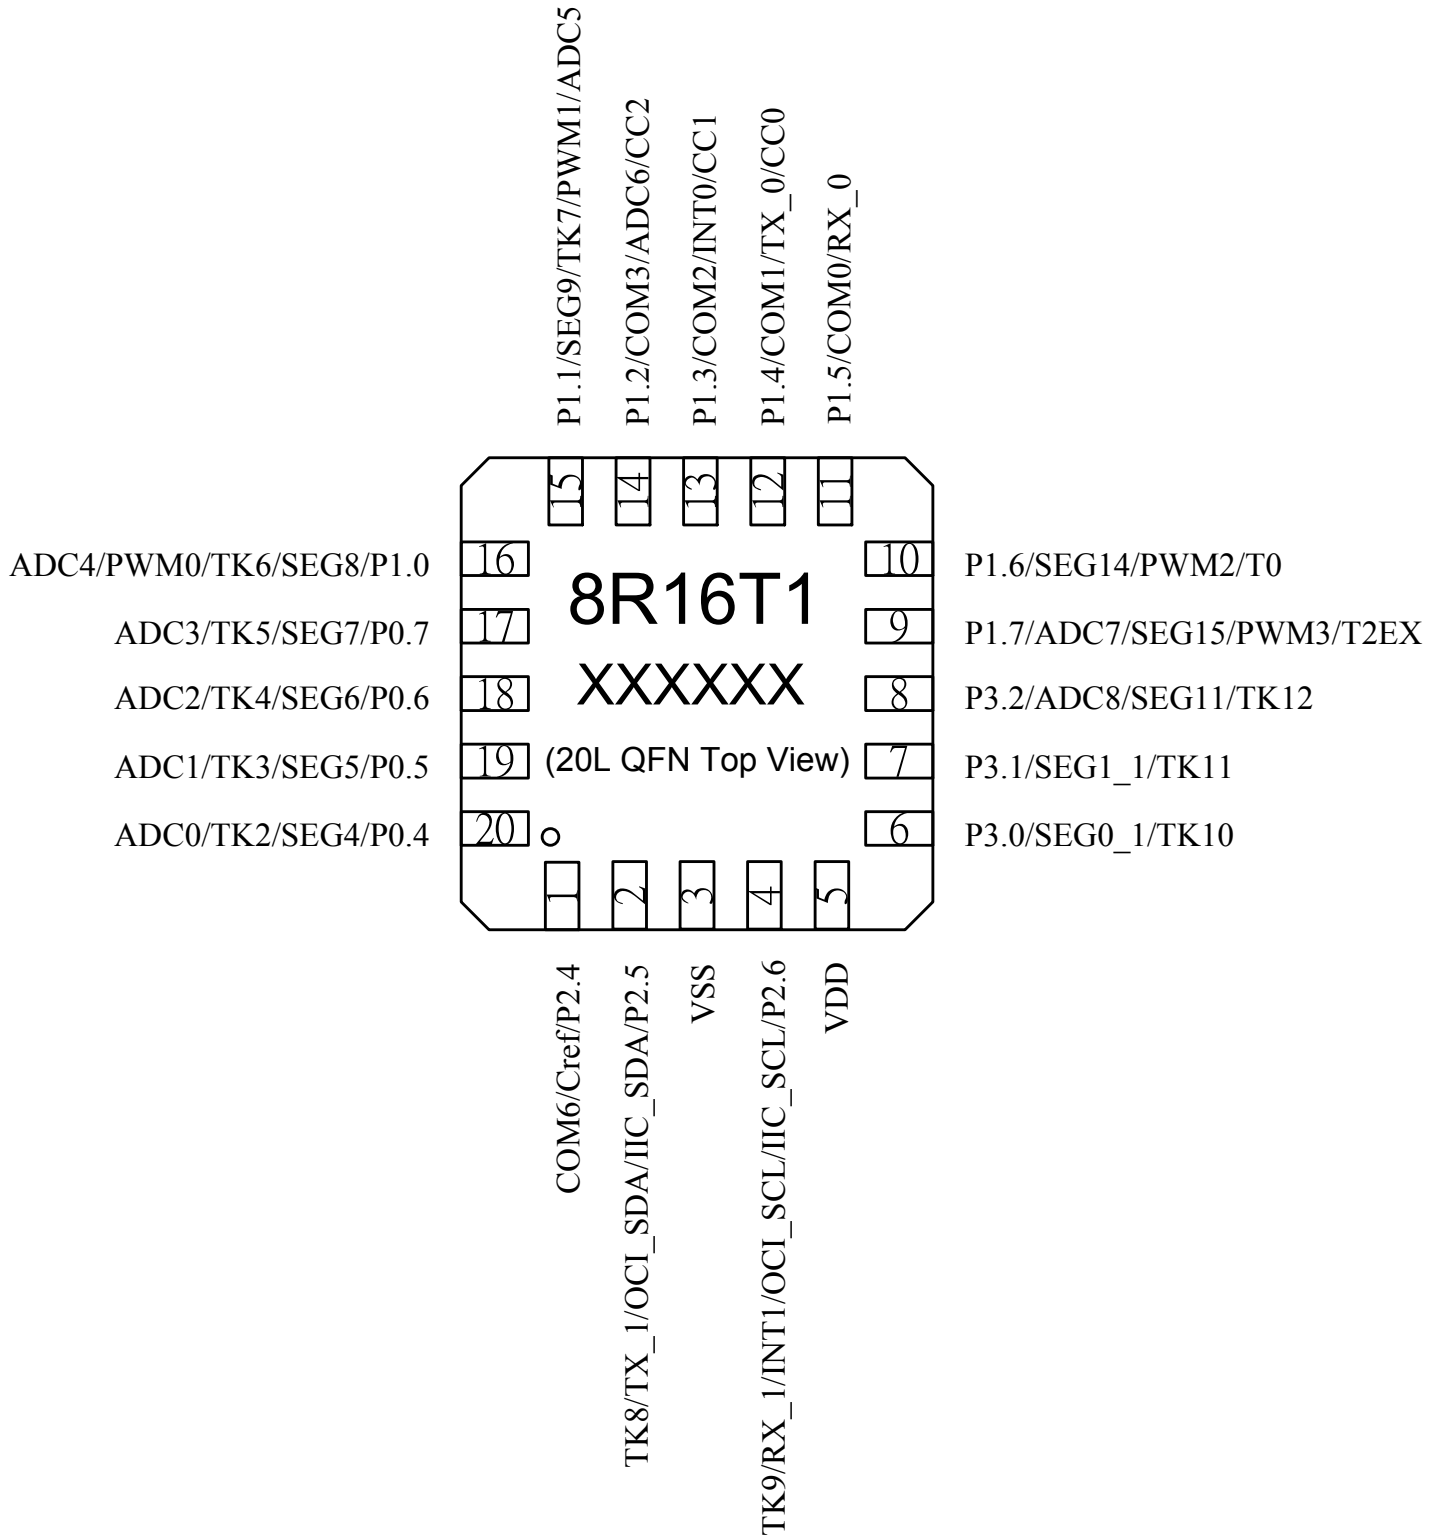 P1.1/SEG9/TK7/PWM1/ADC5
P1.2/COM3/ADC6/CC2
P1.3/COM2/INT0/CC1
P1.4/COM1/TX_0/CC0
P1.5/COM0/RX_0
15
14
13
12
11
ADC4/PWM0/TK6/SEG8/P1.0
16
10
P1.6/SEG14/PWM2/T0
8R16T1
ADC3/TK5/SEG7/P0.7
17
9
P1.7/ADC7/SEG15/PWM3/T2EX
XXXXXX
ADC2/TK4/SEG6/P0.6
18
8
P3.2/ADC8/SEG11/TK12
ADC1/TK3/SEG5/P0.5
19
(20L QFN Top View)
7
P3.1/SEG1_1/TK11
ADC0/TK2/SEG4/P0.4
20
6
P3.0/SEG0_1/TK10
1
2
3
4
5
COM6/Cref/P2.4
TK8/TX_1/OCI_SDA/IIC_SDA/P2.5
VSS
TK9/RX_1/INT1/OCI_SCL/IIC_SCL/P2.6
VDD